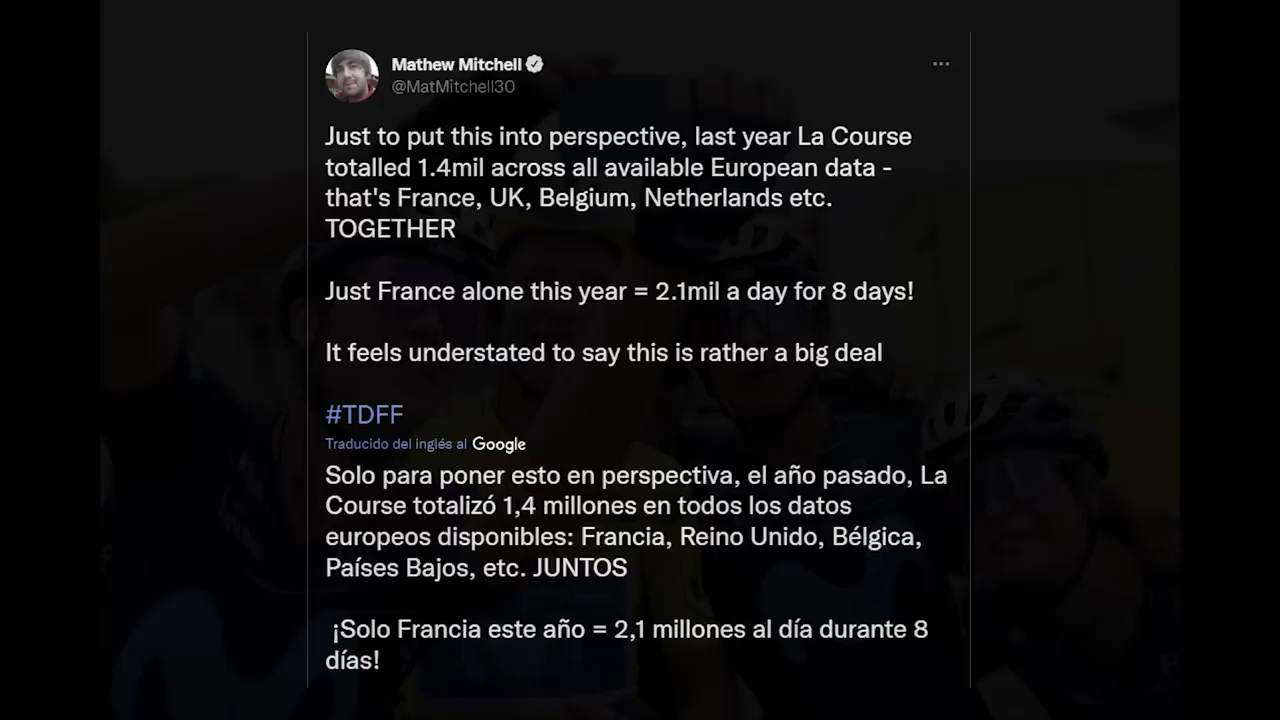 Mathew Mitchell
@MatMitchell30
Just to put this into perspective, last year La Course
totalled 1.4mil across all available European data -
that's France, UK, Belgium, Netherlands etc.
TOGETHER
Just France alone this year = 2.1mil a day for 8 days!
It feels understated to say this is rather a big deal
#TDFF
Traducido del inglés al Google
Solo para poner esto en perspectiva, el año pasado, La
Course totalizó 1,4 millones en todos los datos
europeos disponibles: Francia, Reino Unido, Bélgica,
Países Bajos, etc. JUNTOS
¡Solo Francia este año = 2,1 millones al día durante 8
días!